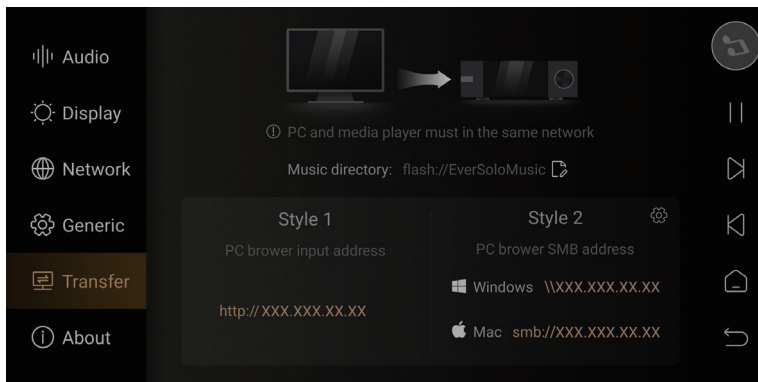 Audio
Display
Network
Generic
Transfer
About
PC and media player must in the same network
Music directory: flash://EverSoloMusic
Style 1
PC brower input address
http://XXX.XXX.XX.XX
Style 2
PC brower SMB address
Windows \\XXX.XXX.XX.XX
Mac smb://XXX.XXX.XX.XX